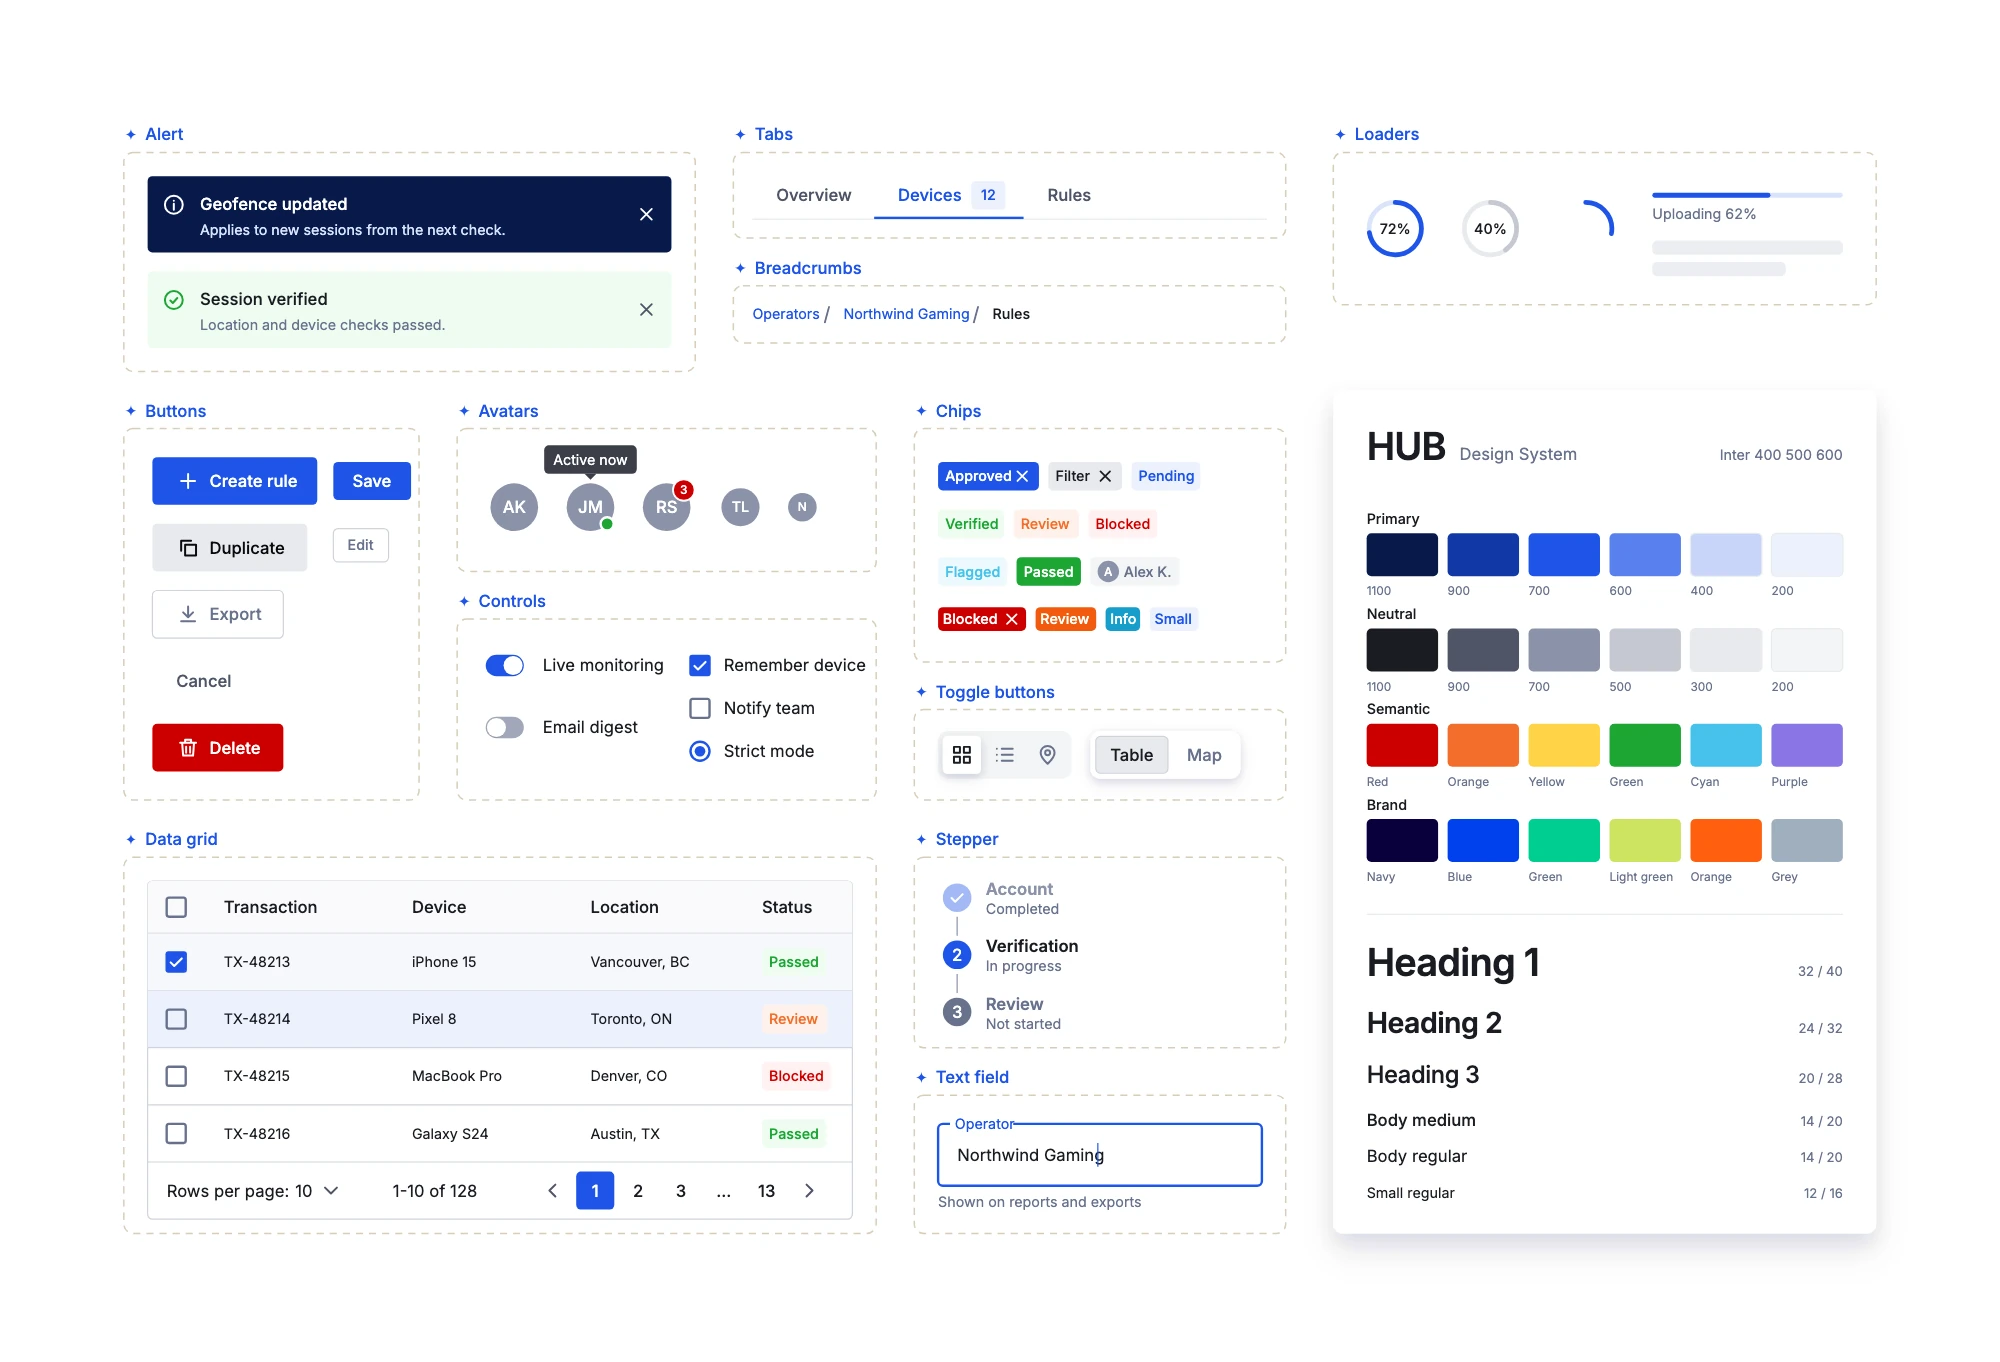 Alert
Geofence updated
Applies to new sessions from the next check.
Session verified
Location and device checks passed.
Tabs
Overview Devices 12 Rules
Breadcrumbs
Operators / Northwind Gaming / Rules
Loaders
72% 40%
Uploading 62%
Buttons
Create rule Save
Duplicate Edit
Export
Cancel
Delete
Avatars
Active now
AK JM RS 3 TL N
Controls
Live monitoring Remember device
Notify team
Email digest
Strict mode
Chips
Approved Filter Pending
Verified Review Blocked
Flagged Passed A Alex K.
Blocked Review Info Small
Toggle buttons
Table Map
Data grid
Transaction Device Location Status
TX-48213 iPhone 15 Vancouver, BC Passed
TX-48214 Pixel 8 Toronto, ON Review
TX-48215 MacBook Pro Denver, CO Blocked
TX-48216 Galaxy S24 Austin, TX Passed
Rows per page: 10 1-10 of 128 1 2 3 ... 13
Stepper
Account
Completed
2 Verification
In progress
3 Review
Not started
Text field
Operator
Northwind Gaming
Shown on reports and exports
HUB Design System Inter 400 500 600
Primary
1100 900 700 600 400 200
Neutral
1100 900 700 500 300 200
Semantic
Red Orange Yellow Green Cyan Purple
Brand
Navy Blue Green Light green Orange Grey
Heading 1 32 / 40
Heading 2 24 / 32
Heading 3 20 / 28
Body medium 14 / 20
Body regular 14 / 20
Small regular 12 / 16